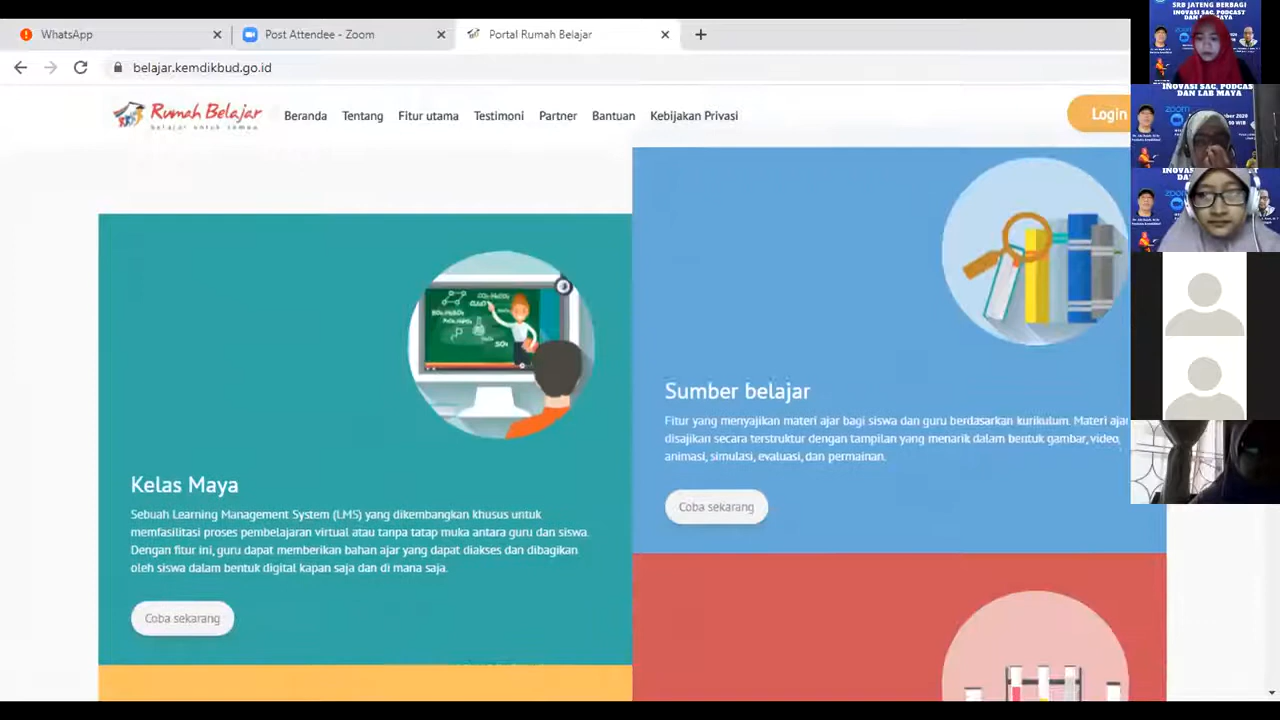 WhatsApp
Post Attendee - Zoom
Portal Rumah Belajar
belajar.kemdikbud.go.id
Rumah Belajar
belajar untuk semua
Beranda
Tentang
Fitur utama
Testimoni
Partner
Bantuan
Kebijakan Privasi
Login
Sumber belajar
Fitur yang menyajikan materi ajar bagi siswa dan guru berdasarkan kurikulum. Materi ajar
disajikan secara terstruktur dengan tampilan yang menarik dalam bentuk gambar, video,
animasi, simulasi, evaluasi, dan permainan.
Coba sekarang
Kelas Maya
Sebuah Learning Management System (LMS) yang dikembangkan khusus untuk
memfasilitasi proses pembelajaran virtual atau tanpa tatap muka antara guru dan siswa.
Dengan fitur ini, guru dapat memberikan bahan ajar yang dapat diakses dan dibagikan
oleh siswa dalam bentuk digital kapan saja dan di mana saja.
Coba sekarang
SRB JATENG BERBAGI
INOVASI SAC, PODCAST
DAN LAB MAYA
zoom